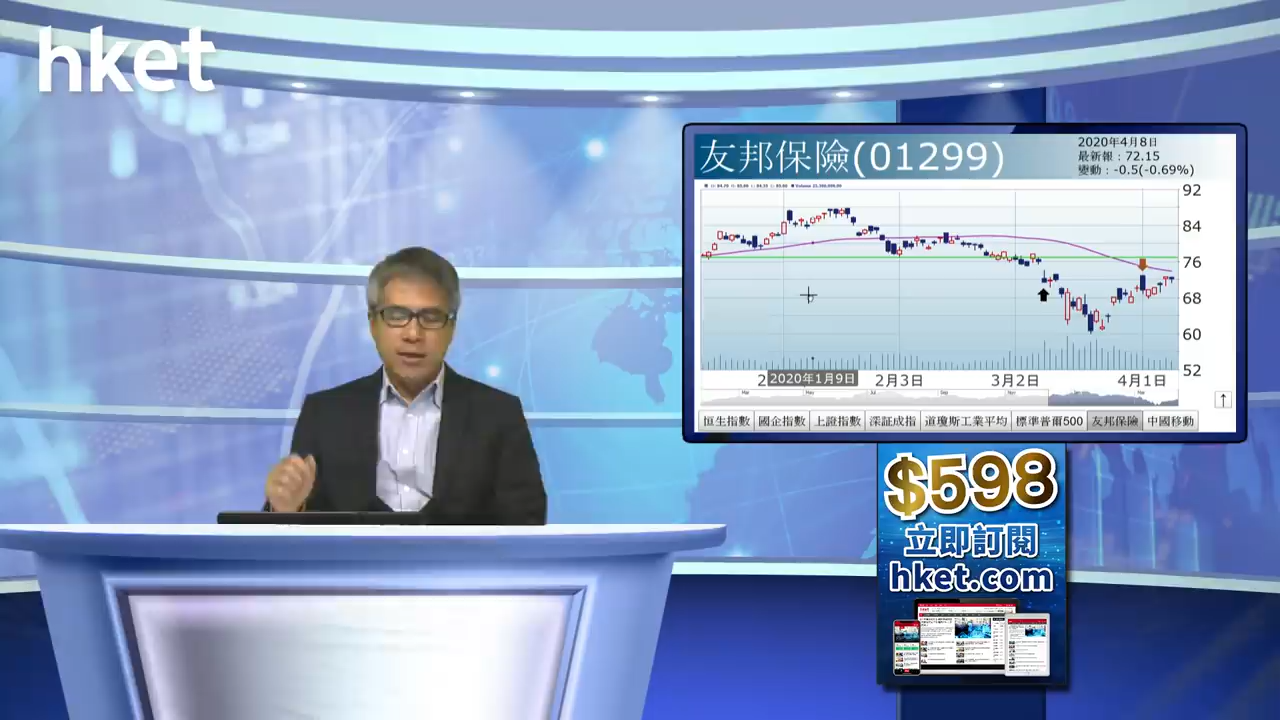 hket
友邦保險(01299)
2020年4月8日
最新報：72.15
變動：-0.5(-0.69%)
92
84
76
68
60
52
2020年1月9日
2月3日
3月2日
4月1日
恒生指數
國企指數
上證指數
深証成指
道瓊斯工業平均
標準普爾500
友邦保險
中國移動
$598
立即訂閱
hket.com